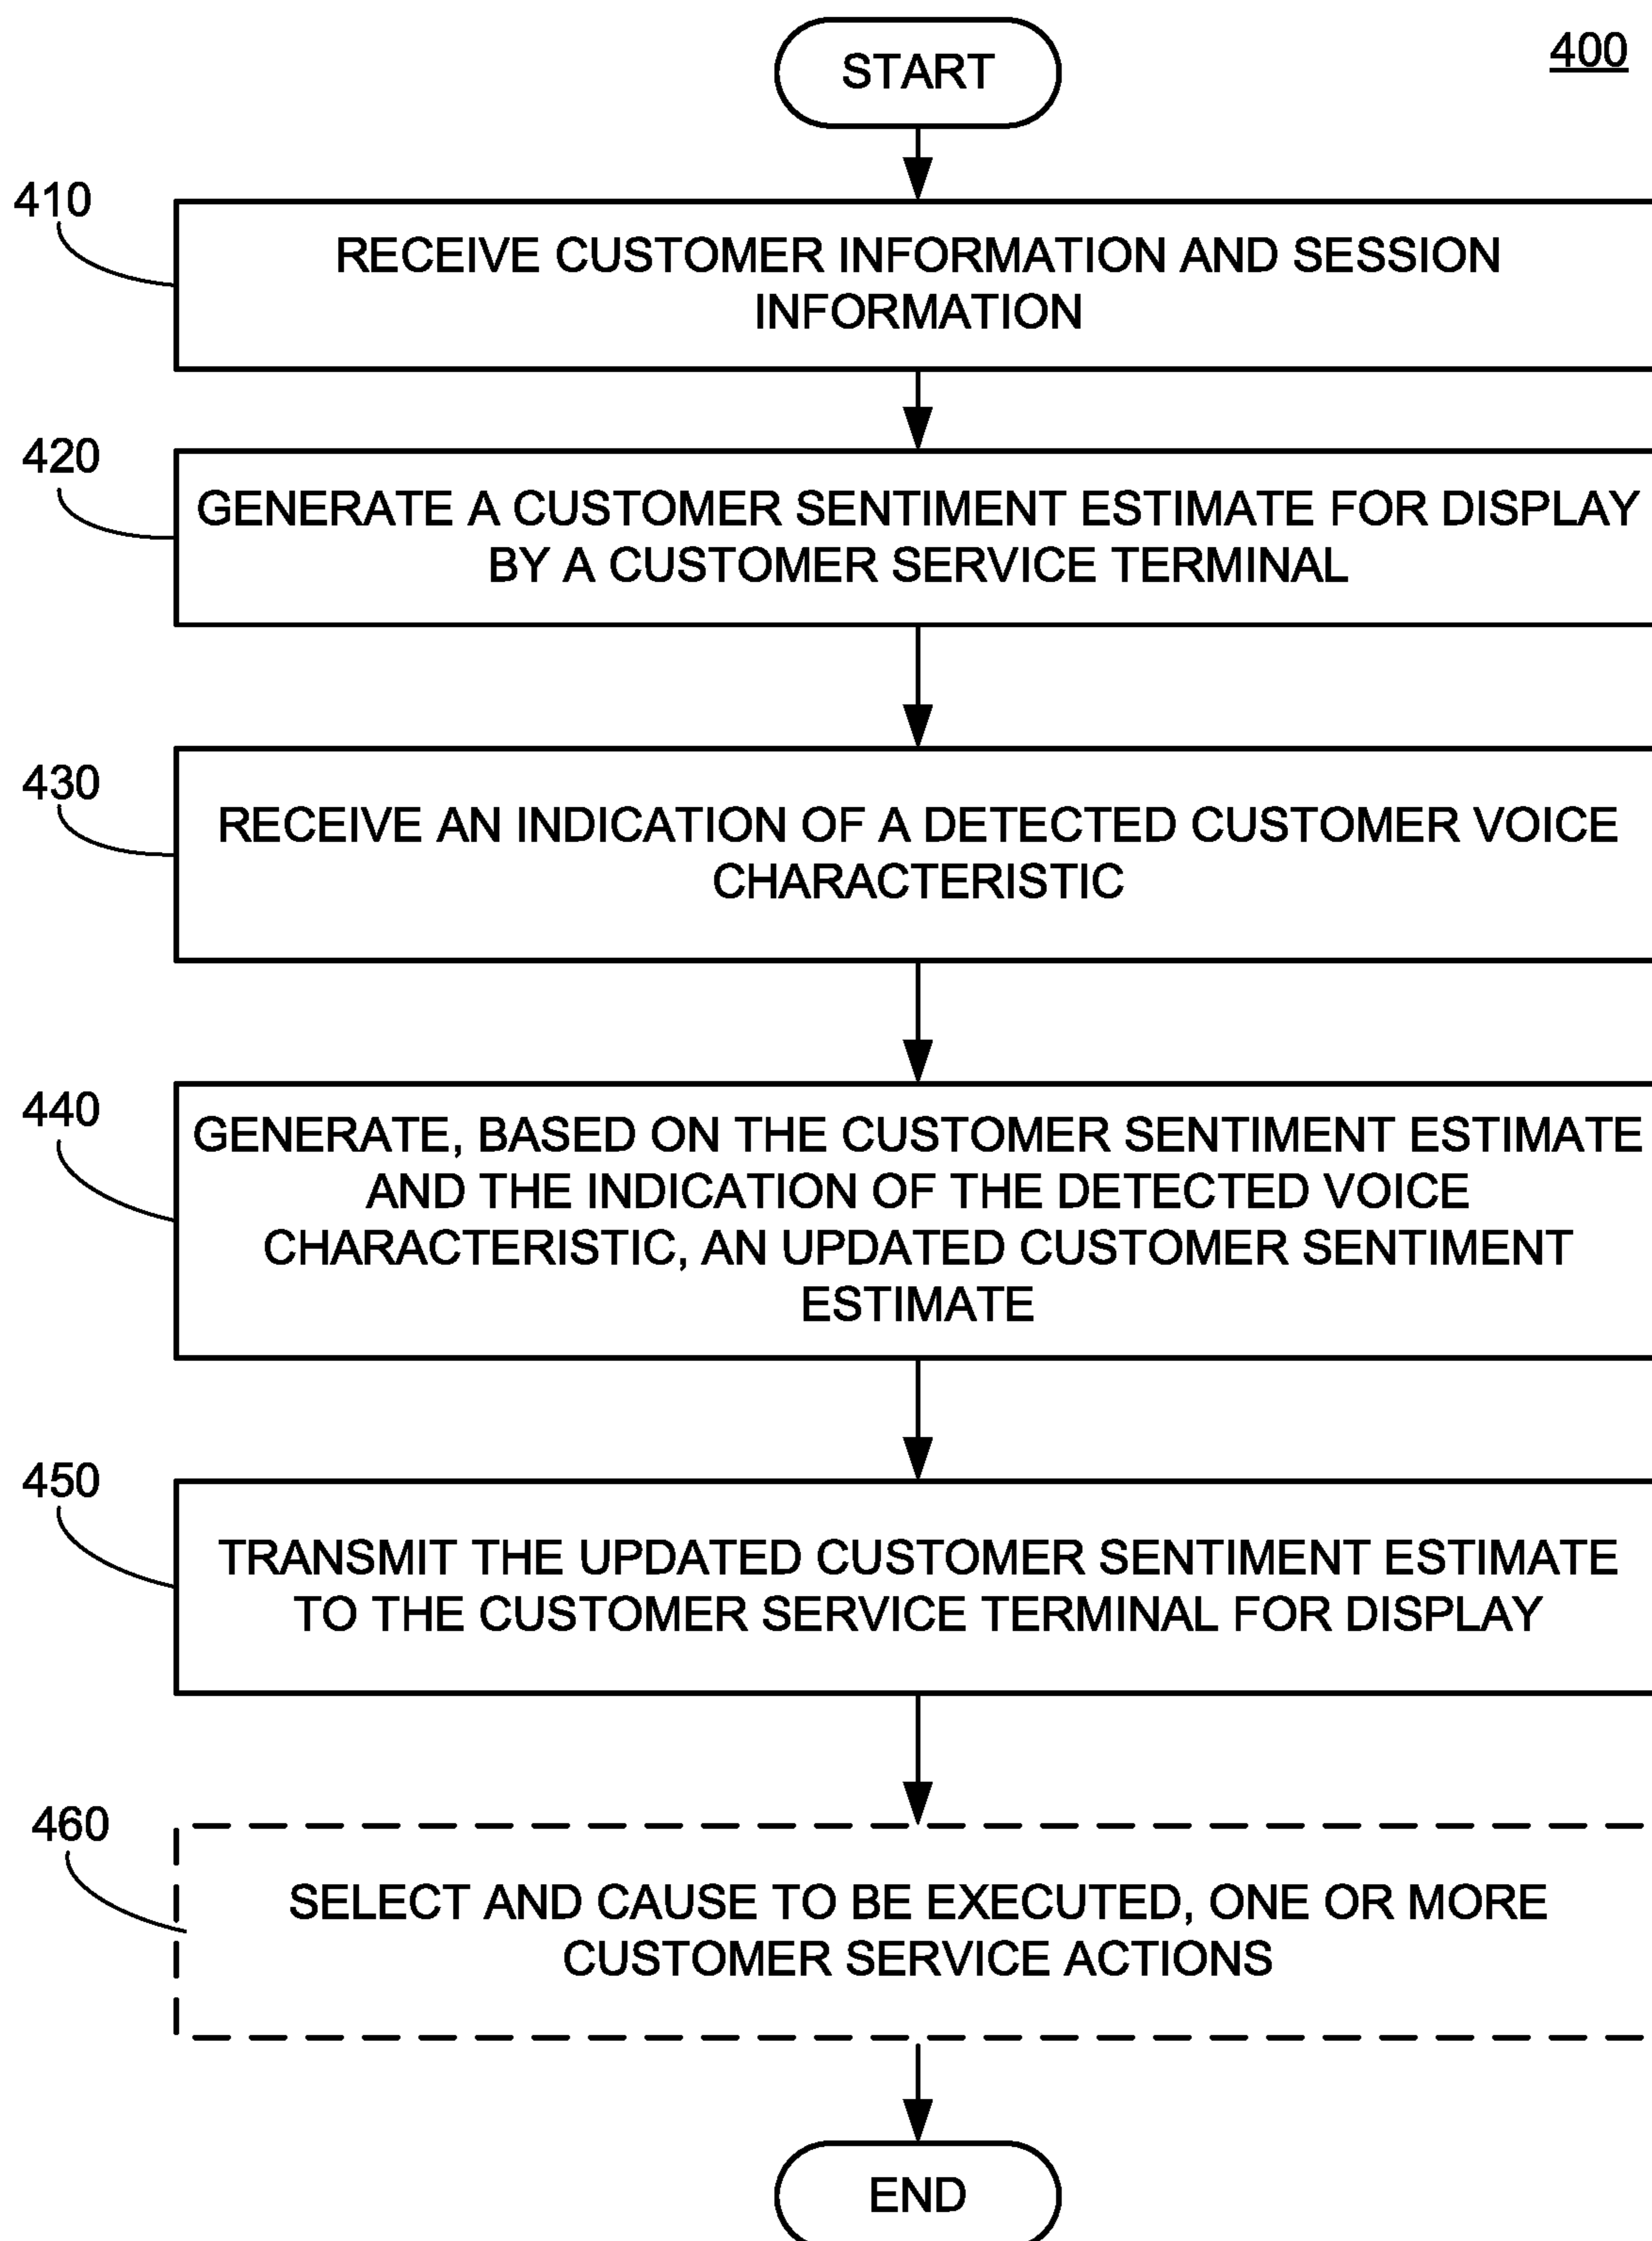 START
400
410
RECEIVE CUSTOMER INFORMATION AND SESSION
INFORMATION
420
GENERATE A CUSTOMER SENTIMENT ESTIMATE FOR DISPLAY
BY A CUSTOMER SERVICE TERMINAL
430
RECEIVE AN INDICATION OF A DETECTED CUSTOMER VOICE
CHARACTERISTIC
440
GENERATE, BASED ON THE CUSTOMER SENTIMENT ESTIMATE
AND THE INDICATION OF THE DETECTED VOICE
CHARACTERISTIC, AN UPDATED CUSTOMER SENTIMENT
ESTIMATE
450
TRANSMIT THE UPDATED CUSTOMER SENTIMENT ESTIMATE
TO THE CUSTOMER SERVICE TERMINAL FOR DISPLAY
460
SELECT AND CAUSE TO BE EXECUTED, ONE OR MORE
CUSTOMER SERVICE ACTIONS
END